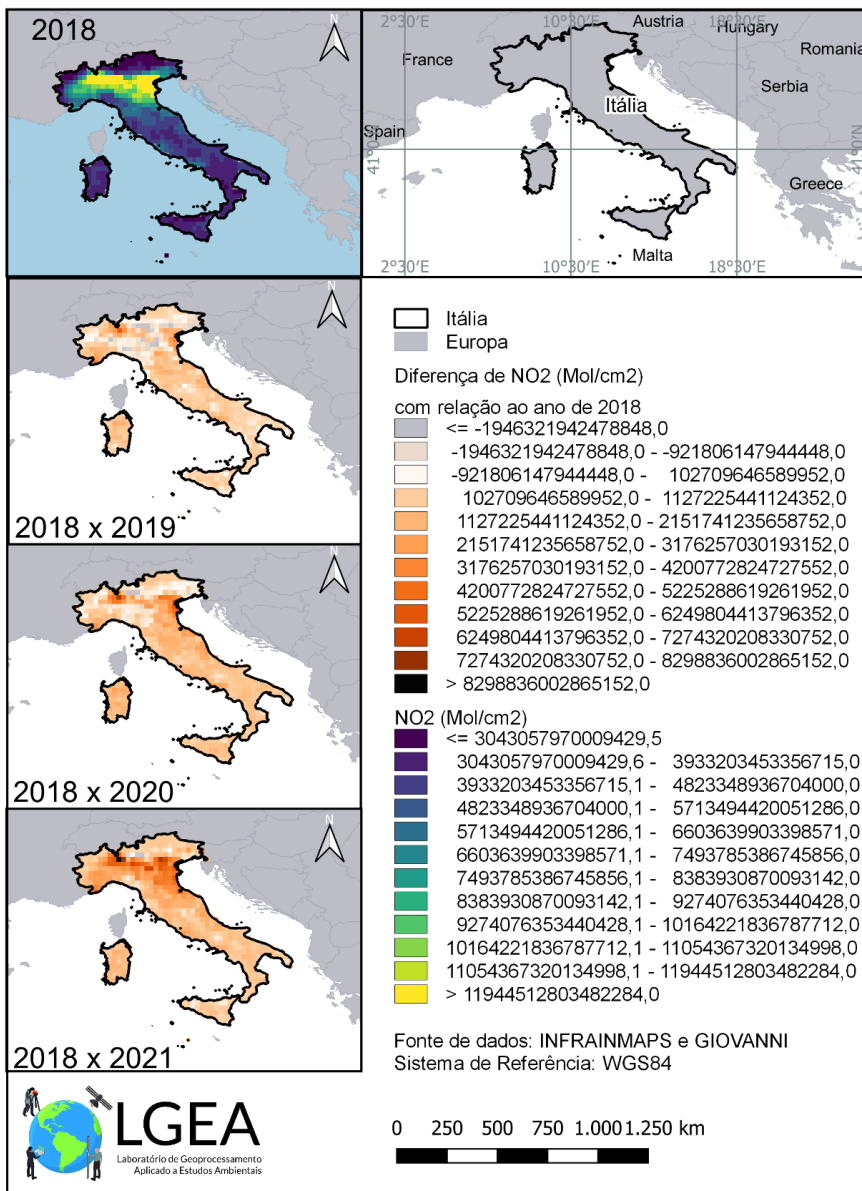 2018
N
2°30'E
10°30'E
18°30'E
Austria
Hungary
Romania
France
Serbia
Itália
Spain
41°0'N
41°0'N
Greece
Malta
2°30'E
10°30'E
18°30'E
N
2018 x 2019
N
2018 x 2020
N
2018 x 2021
Itália
Europa
Diferença de NO2 (Mol/cm2)
com relação ao ano de 2018
<= -1946321942478848,0
-1946321942478848,0 - -921806147944448,0
-921806147944448,0 - 102709646589952,0
102709646589952,0 - 1127225441124352,0
1127225441124352,0 - 2151741235658752,0
2151741235658752,0 - 3176257030193152,0
3176257030193152,0 - 4200772824727552,0
4200772824727552,0 - 5225288619261952,0
5225288619261952,0 - 6249804413796352,0
6249804413796352,0 - 7274320208330752,0
7274320208330752,0 - 8298836002865152,0
> 8298836002865152,0
NO2 (Mol/cm2)
<= 3043057970009429,5
3043057970009429,6 - 3933203453356715,0
3933203453356715,1 - 4823348936704000,0
4823348936704000,1 - 5713494420051286,0
5713494420051286,1 - 6603639903398571,0
6603639903398571,1 - 7493785386745856,0
7493785386745856,1 - 8383930870093142,0
8383930870093142,1 - 9274076353440428,0
9274076353440428,1 - 10164221836787712,0
10164221836787712,1 - 11054367320134998,0
11054367320134998,1 - 11944512803482284,0
> 11944512803482284,0
Fonte de dados: INFRAINMAPS e GIOVANNI
Sistema de Referência: WGS84
LGEA
Laboratório de Geoprocessamento
Aplicado a Estudos Ambientais
0 250 500 750 1.000 1.250 km